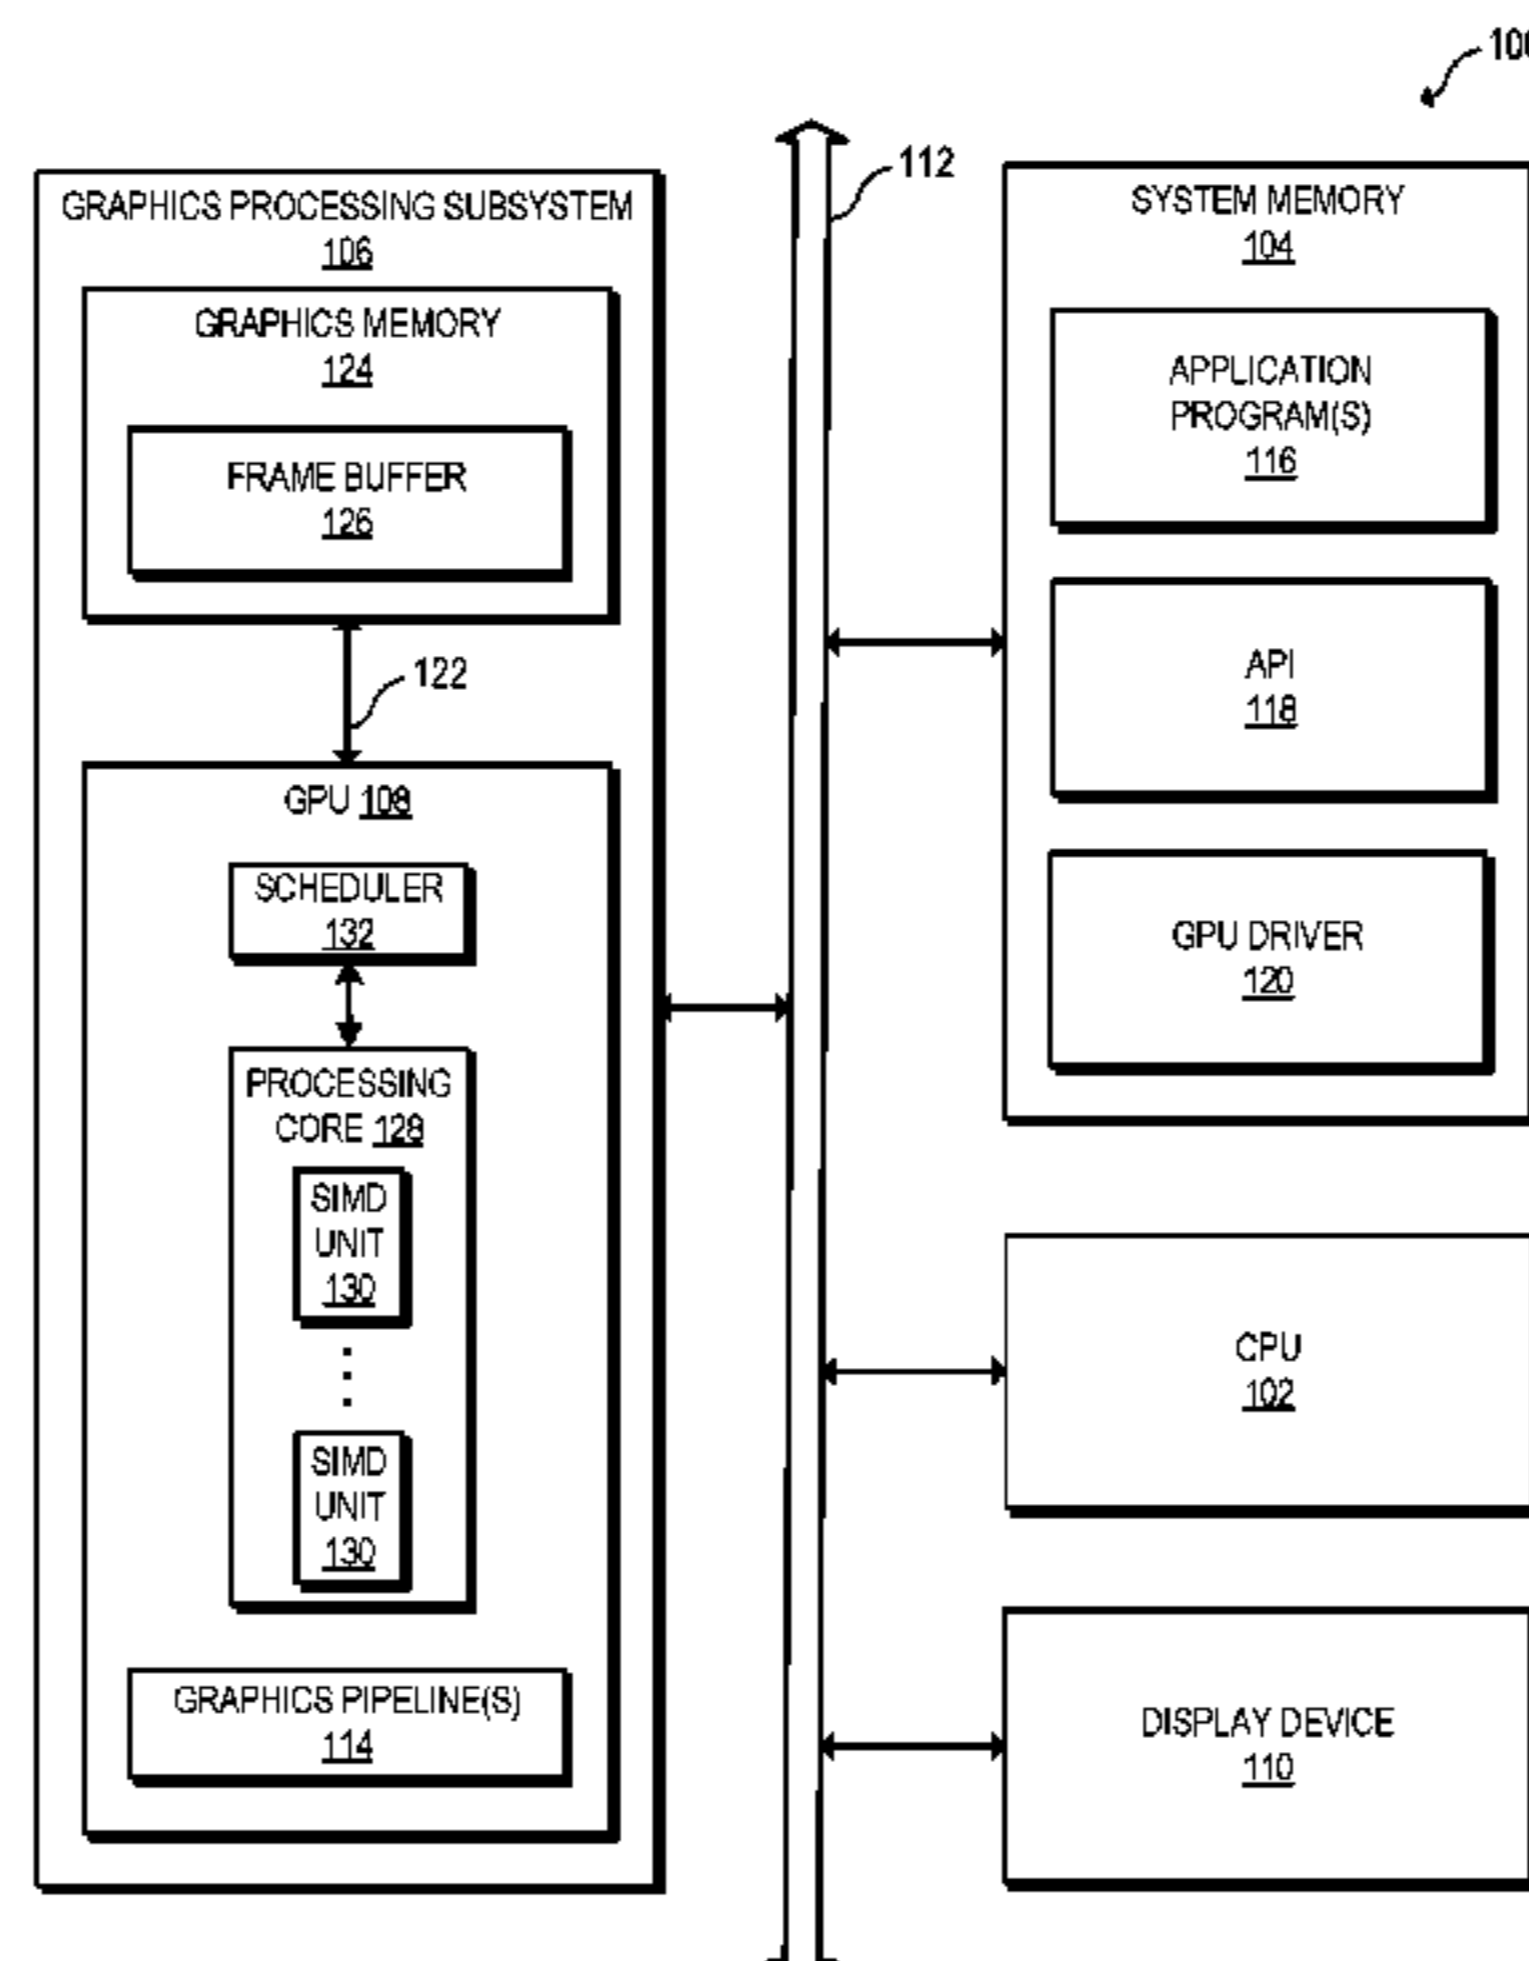 112
GRAPHICS PROCESSING SUBSYSTEM
106
GRAPHICS MEMORY
124
FRAME BUFFER
126
122
GPU 108
SCHEDULER
132
PROCESSING
CORE 128
SIMD
UNIT
130
SIMD
UNIT
130
GRAPHICS PIPELINE(S)
114
SYSTEM MEMORY
104
APPLICATION
PROGRAM(S)
116
API
118
GPU DRIVER
120
CPU
102
DISPLAY DEVICE
110